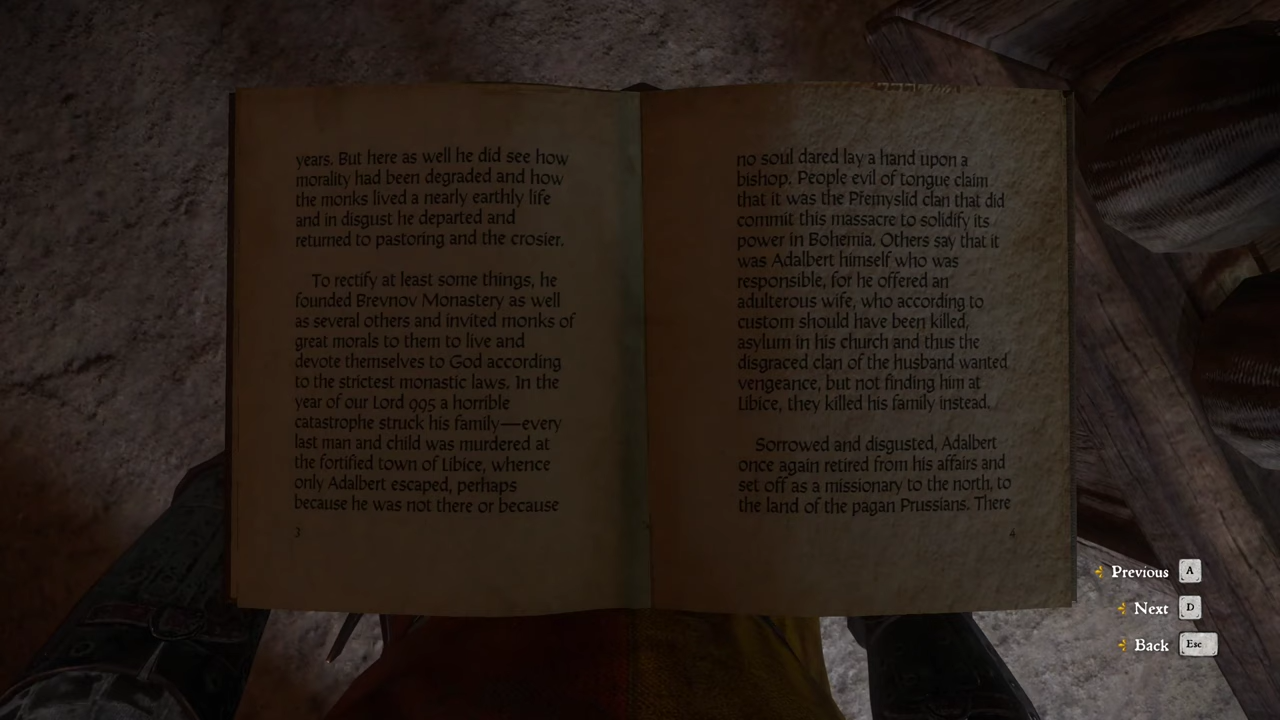 years. But here as well he did see how
morality had been degraded and how
the monks lived a nearly earthly life
and in disgust he departed and
returned to pastoring and the crosier.
To rectify at least some things, he
founded Brevnov Monastery as well
as several others and invited monks of
great morals to them to live and
devote themselves to God according
to the strictest monastic laws. In the
year of our Lord 995 a horrible
catastrophe struck his family—every
last man and child was murdered at
the fortified town of Libice, whence
only Adalbert escaped, perhaps
because he was not there or because
3
no soul dared lay a hand upon a
bishop. People evil of tongue claim
that it was the Přemyslid clan that did
commit this massacre to solidify its
power in Bohemia. Others say that it
was Adalbert himself who was
responsible, for he offered an
adulterous wife, who according to
custom should have been killed,
asylum in his church and thus the
disgraced clan of the husband wanted
vengeance, but not finding him at
Libice, they killed his family instead.
Sorrowed and disgusted, Adalbert
once again retired from his affairs and
set off as a missionary to the north, to
the land of the pagan Prussians. There
4
Previous A
Next D
Back Esc